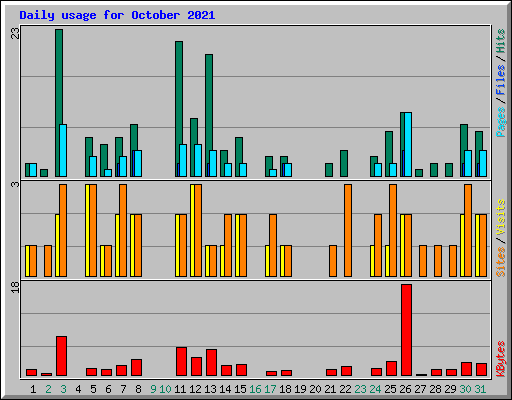 Daily usage for October 2021
23
Pages / Files / Hits
3
Sites / Visits
18
KBytes
1 2 3 4 5 6 7 8 9 10 11 12 13 14 15 16 17 18 19 20 21 22 23 24 25 26 27 28 29 30 31